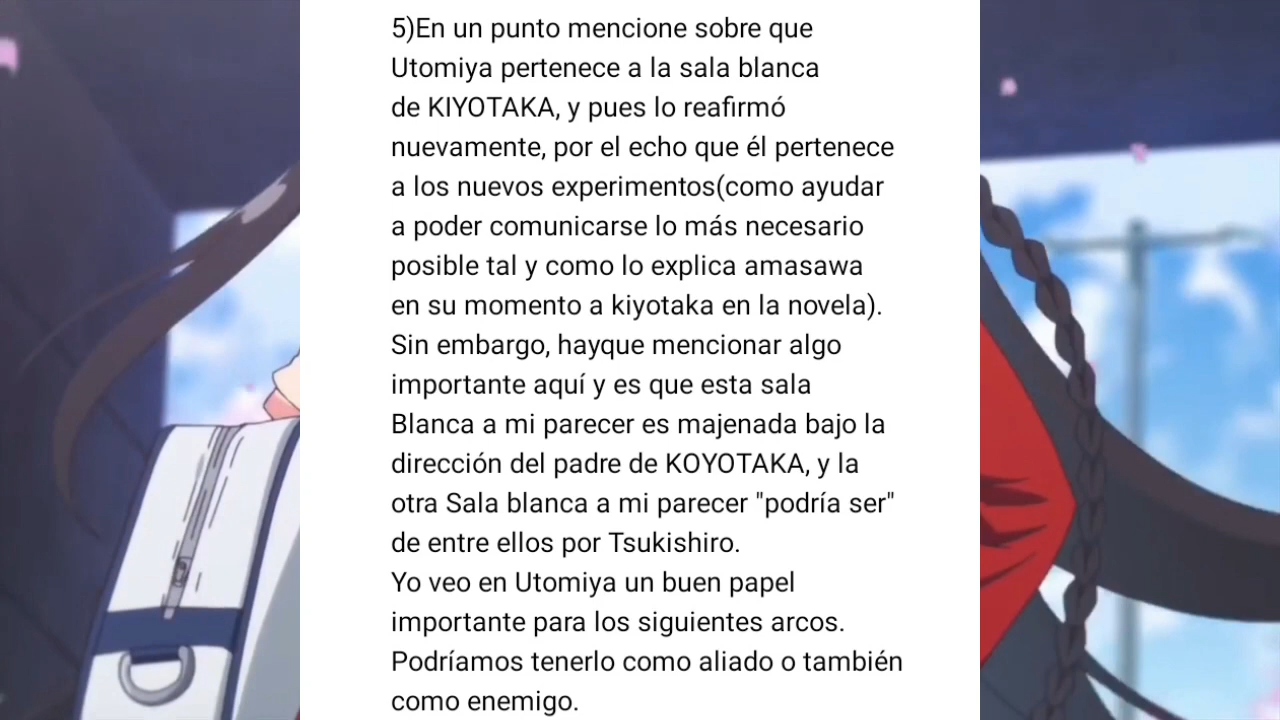 5)En un punto mencione sobre que
Utomiya pertenece a la sala blanca
de KIYOTAKA, y pues lo reafirmó
nuevamente, por el echo que él pertenece
a los nuevos experimentos(como ayudar
a poder comunicarse lo más necesario
posible tal y como lo explica amasawa
en su momento a kiyotaka en la novela).
Sin embargo, hayque mencionar algo
importante aquí y es que esta sala
Blanca a mi parecer es majenada bajo la
dirección del padre de KOYOTAKA, y la
otra Sala blanca a mi parecer "podría ser"
de entre ellos por Tsukishiro.
Yo veo en Utomiya un buen papel
importante para los siguientes arcos.
Podríamos tenerlo como aliado o también
como enemigo.